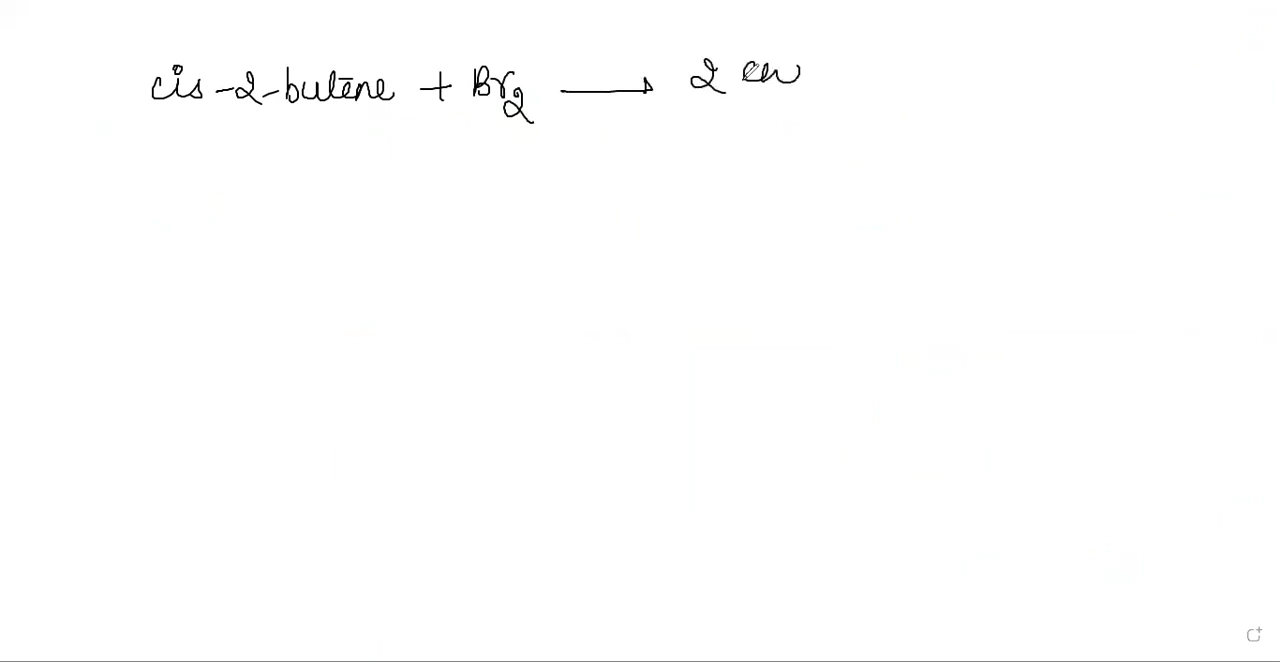 cis-2-butene + Br2 ⟶ 2 en